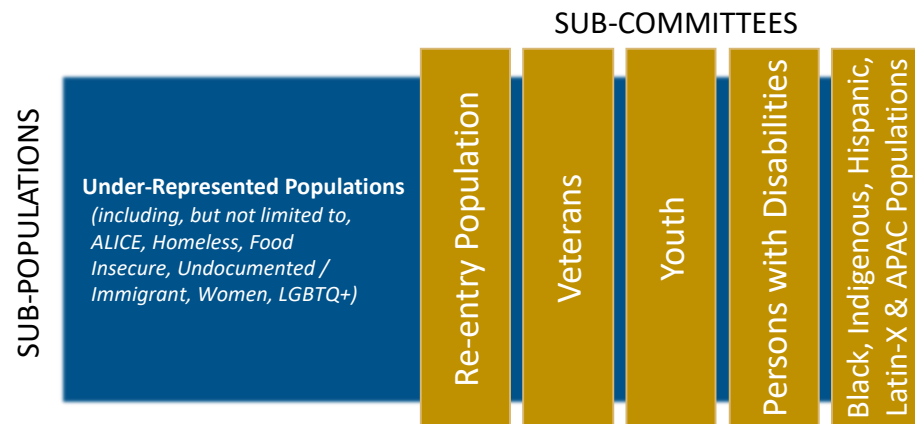 SUB-COMMITTEES
SUB-POPULATIONS
Under-Represented Populations
(including, but not limited to,
ALICE, Homeless, Food
Insecure, Undocumented /
Immigrant, Women, LGBTQ+)
Re-entry Population
Veterans
Youth
Persons with Disabilities
Black, Indigenous, Hispanic,
Latin-X & APAC Populations